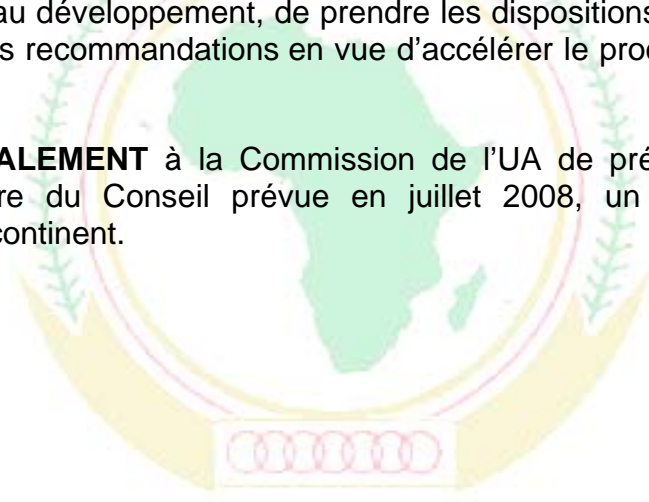 au développement, de prendre les dispositions
s recommandations en vue d’accélérer le proc
ALEMENT à la Commission de l’UA de pré
re du Conseil prévue en juillet 2008, un
continent.